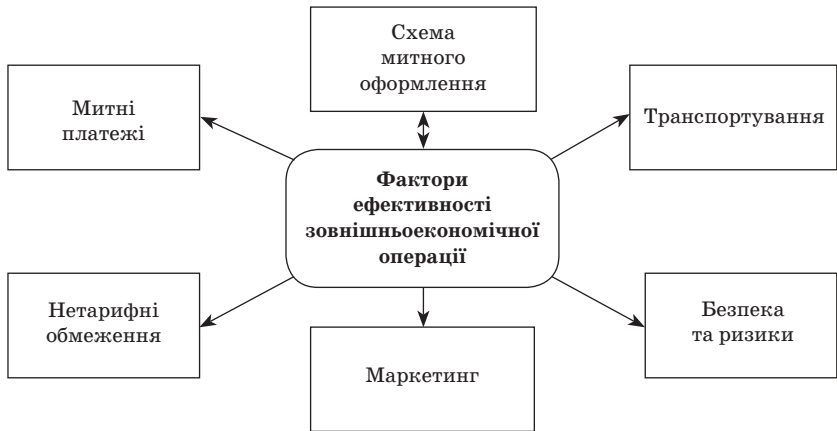 Схема
митного
оформлення
Митні
платежі
Транспортування
Фактори
ефективності
зовнішньоекономічної
операції
Нетарифні
обмеження
Маркетинг
Безпека
та ризики